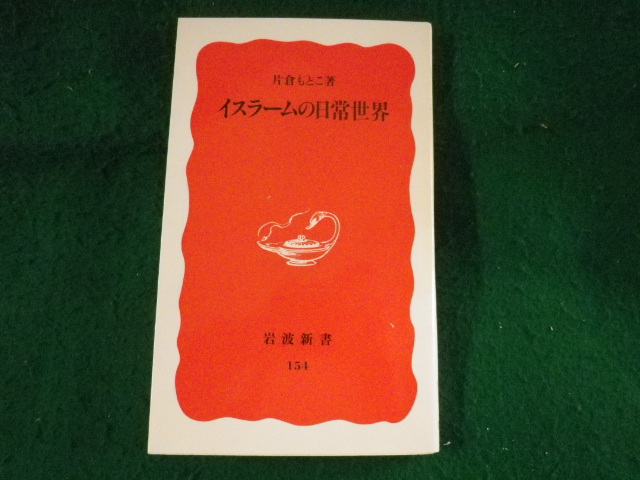 片倉もとこ著
イスラームの日常世界
岩波新書
154